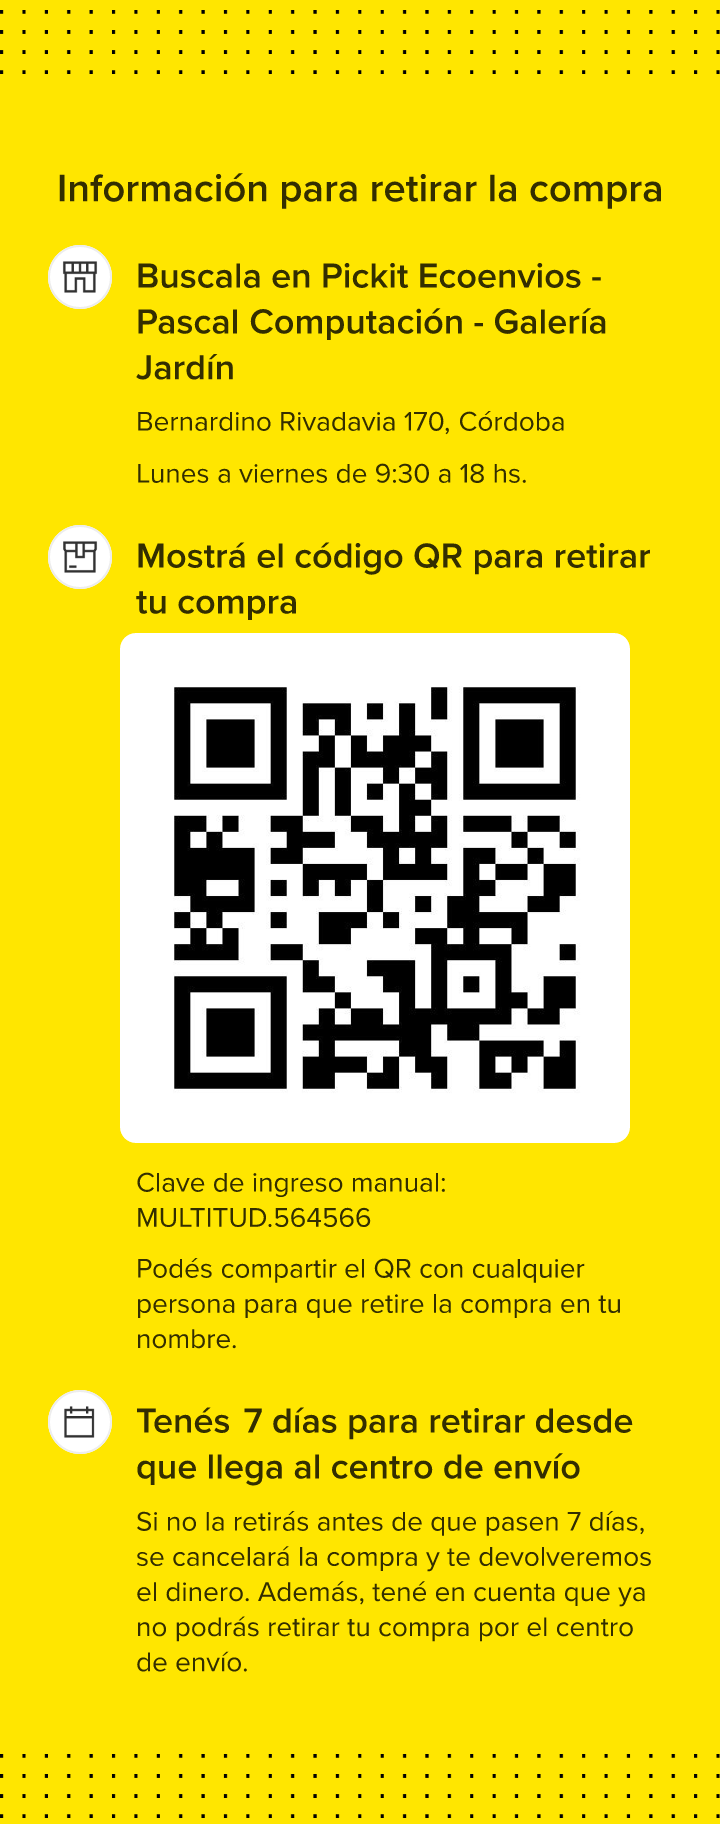 Información para retirar la compra
Buscala en Pickit Ecoenvios -
Pascal Computación - Galería
Jardín
Bernardino Rivadavia 170, Córdoba
Lunes a viernes de 9:30 a 18 hs.
Mostrá el código QR para retirar
tu compra
Clave de ingreso manual:
MULTITUD.564566
Podés compartir el QR con cualquier
persona para que retire la compra en tu
nombre.
Tenés 7 días para retirar desde
que llega al centro de envío
Si no la retirás antes de que pasen 7 días,
se cancelará la compra y te devolveremos
el dinero. Además, tené en cuenta que ya
no podrás retirar tu compra por el centro
de envío.